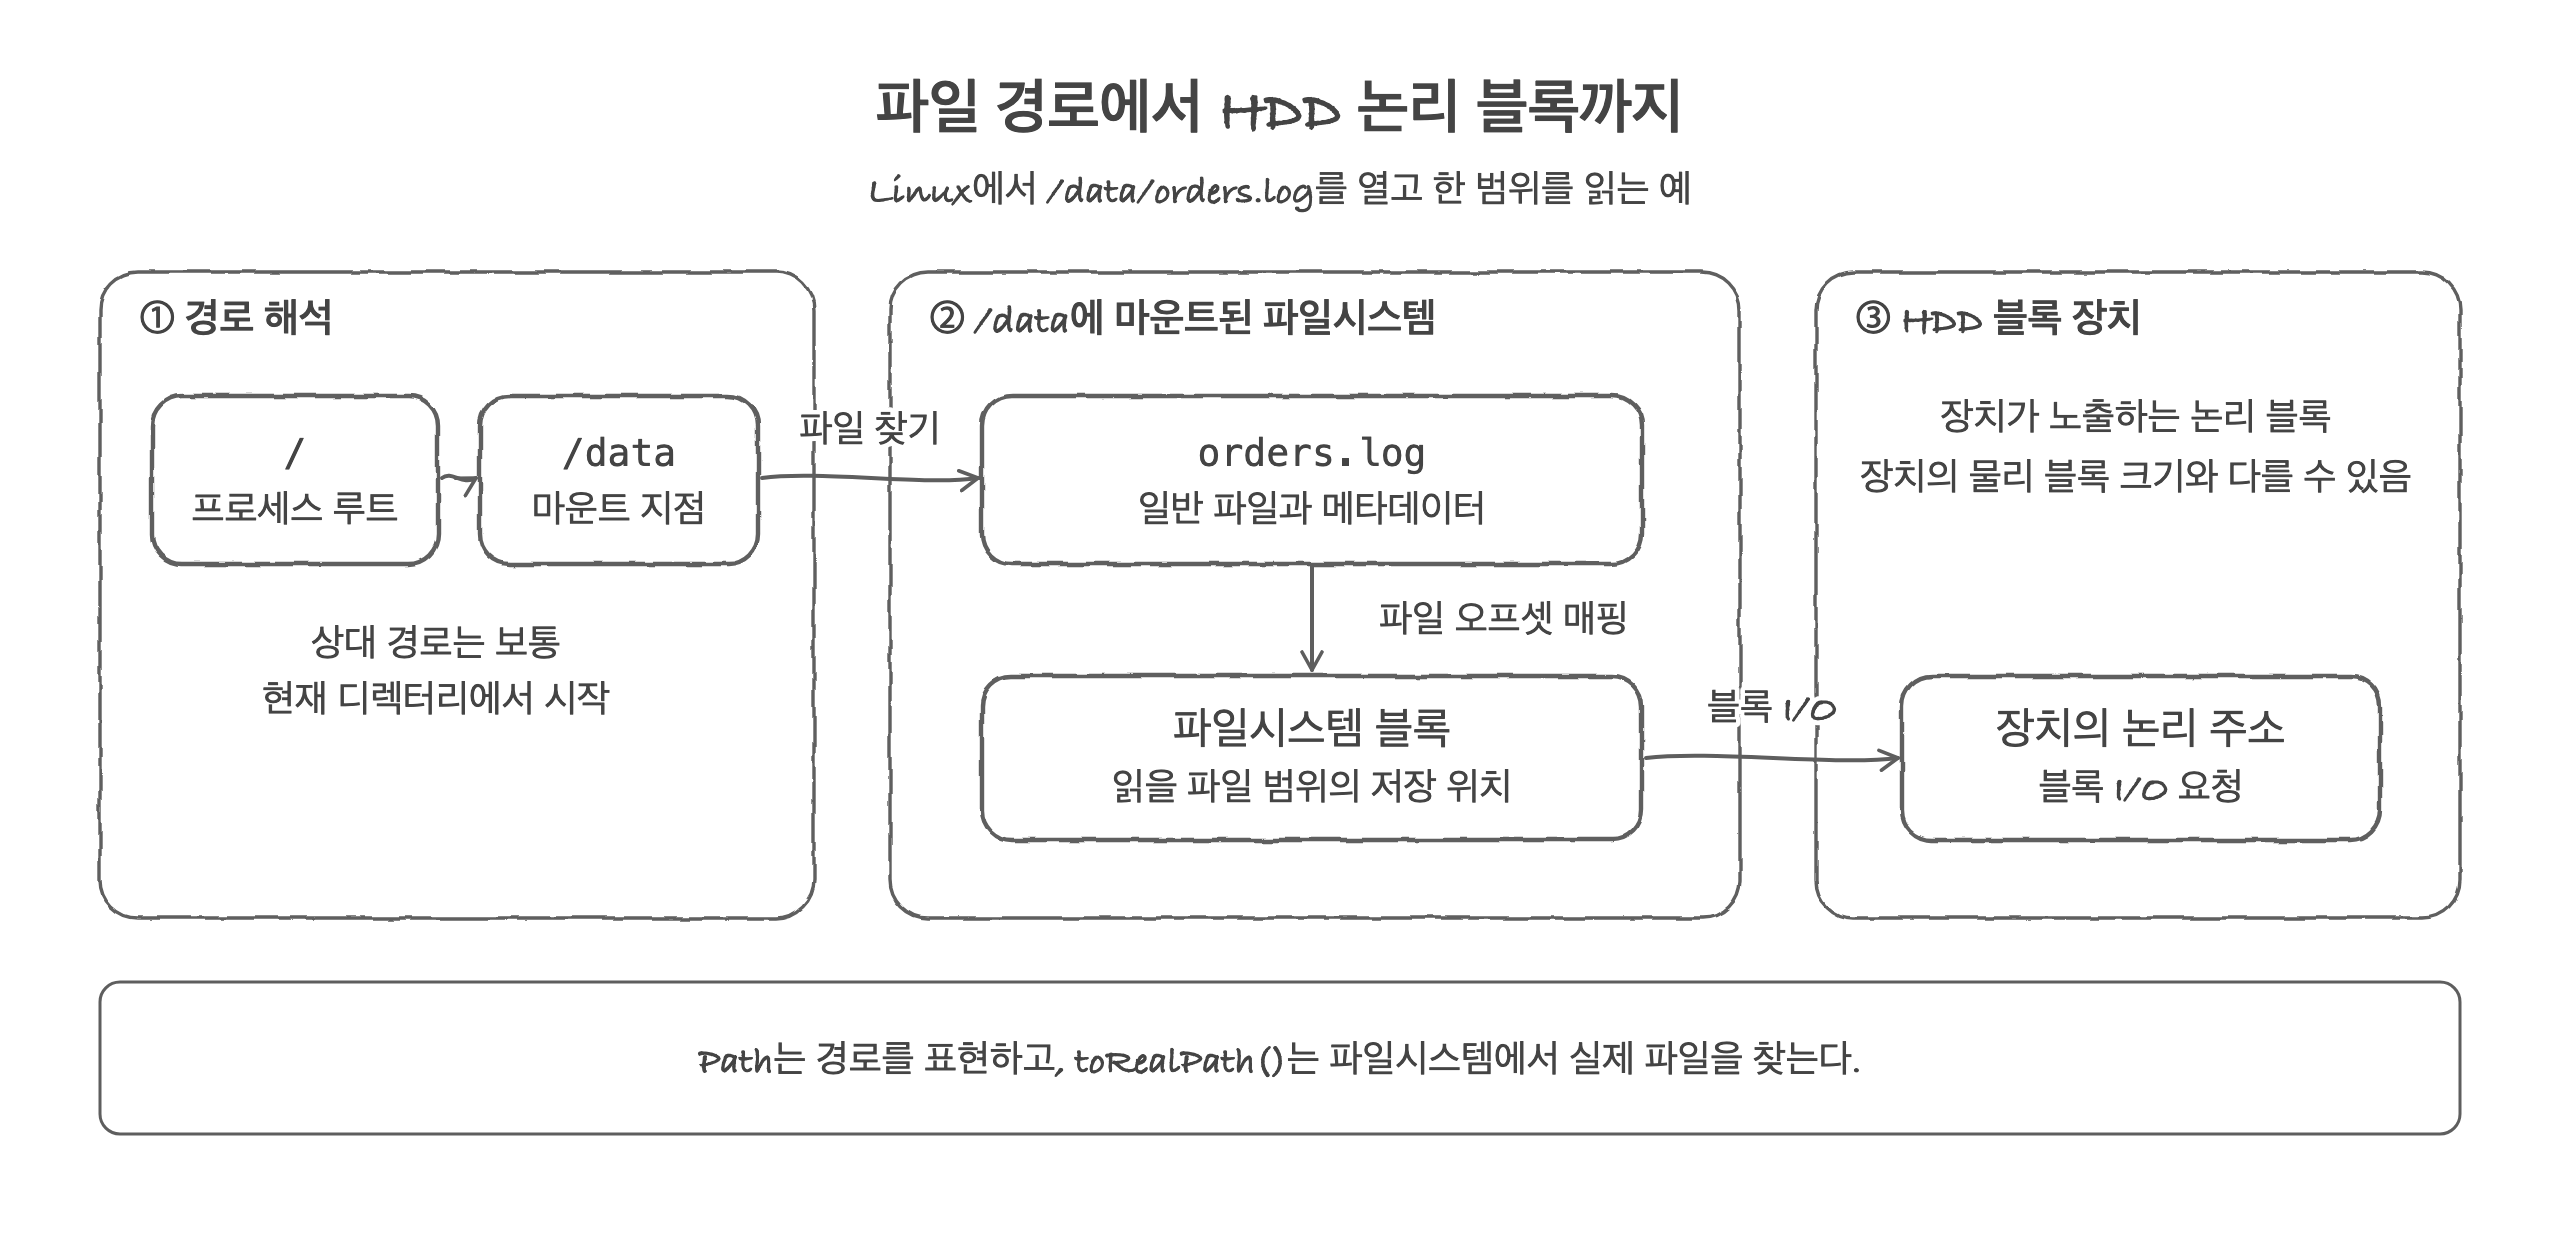 파일 경로에서 HDD 논리 블록까지
Linux에서 /data/orders.log를 열고 한 범위를 읽는 예
① 경로 해석
/
프로세스 루트
/data
마운트 지점
상대 경로는 보통
현재 디렉터리에서 시작
파일 찾기
② /data에 마운트된 파일시스템
orders.log
일반 파일과 메타데이터
파일 오프셋 매핑
파일시스템 블록
읽을 파일 범위의 저장 위치
블록 I/O
③ HDD 블록 장치
장치가 노출하는 논리 블록
장치의 물리 블록 크기와 다를 수 있음
장치의 논리 주소
블록 I/O 요청
Path는 경로를 표현하고, toRealPath()는 파일시스템에서 실제 파일을 찾는다.